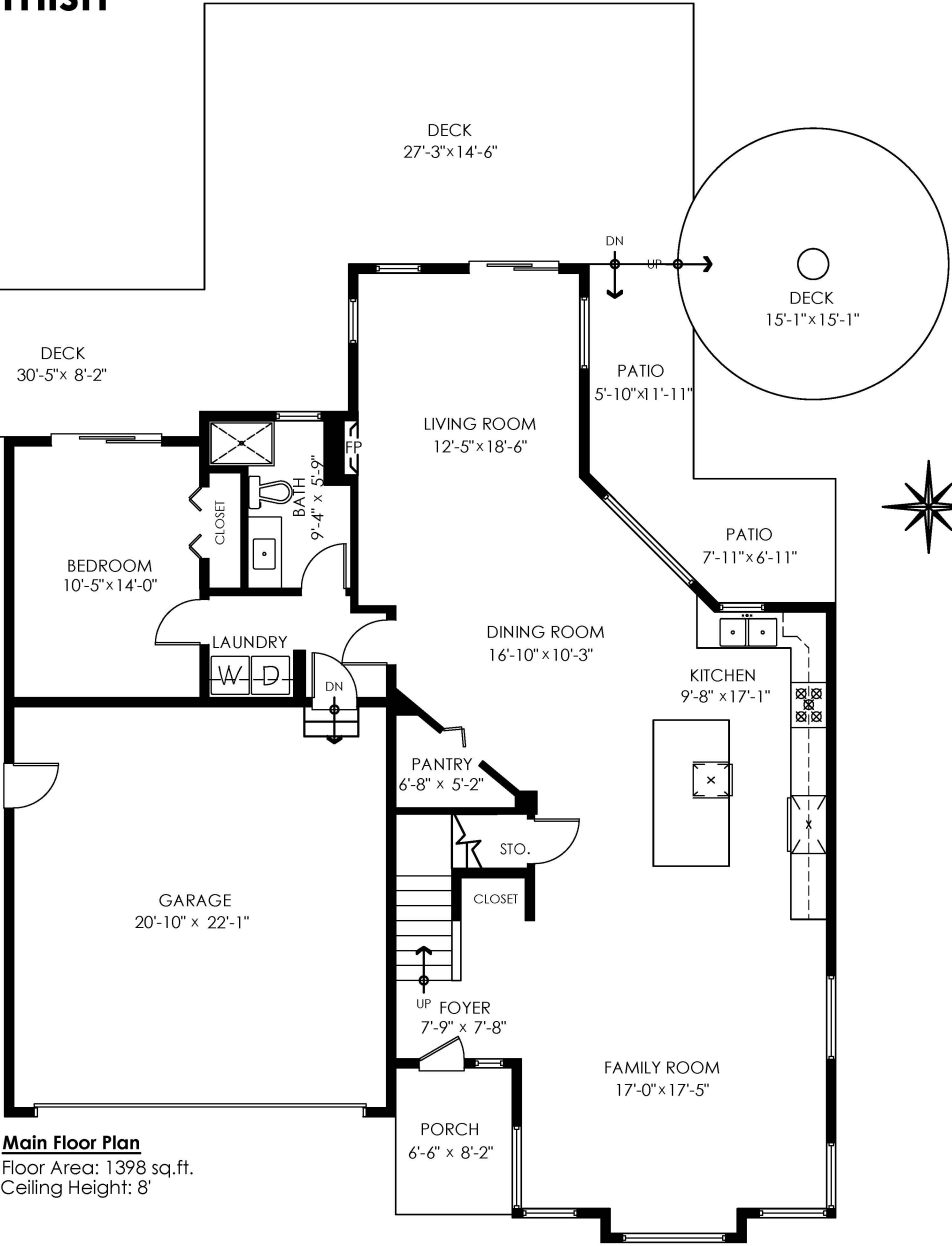 DECK
27'-3"x14'-6"
DN
UP
DECK
15'-1"x15'-1"
DECK
30'-5"x 8'-2"
PATIO
5'-10"x11'-11"
LIVING ROOM
12'-5"x18'-6"
FP
BATH
9'-4" x 5'-9"
CLOSET
BEDROOM
10'-5"x14'-0"
PATIO
7'-11"x6'-11"
LAUNDRY
W D
DN
DINING ROOM
16'-10"x10'-3"
KITCHEN
9'-8" x17'-1"
PANTRY
6'-8" x 5'-2"
STO.
CLOSET
GARAGE
20'-10" x 22'-1"
UP
FOYER
7'-9" x 7'-8"
FAMILY ROOM
17'-0"x17'-5"
PORCH
6'-6" x 8'-2"
Main Floor Plan
Floor Area: 1398 sq.ft.
Ceiling Height: 8'